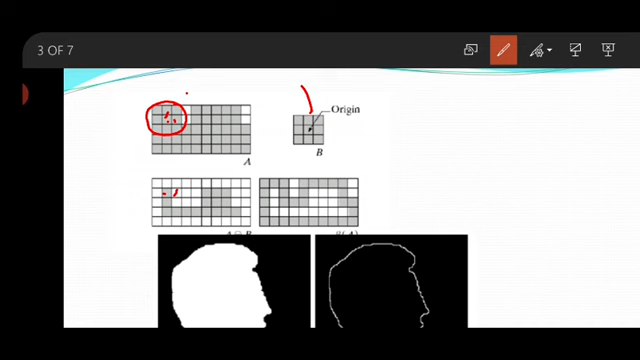 3 OF 7
Origin
A
B
A ⊖ B
β(A)